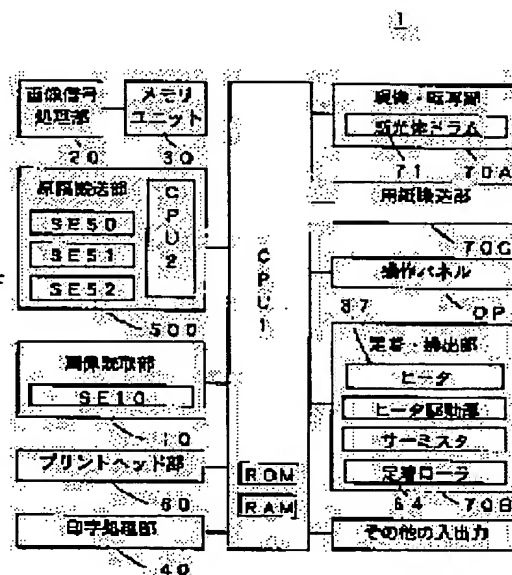 1
画像信号
処理部
メモリ
ユニット
20
30
原稿搬送部
SE50
SE51
SE52
CPU2
500
画像読取部
SE10
10
プリントヘッド部
60
印字処理部
40
CPU1
ROM
RAM
現像・転写部
感光体ドラム
71
70A
用紙搬送部
70C
操作パネル
OP
87
定着・排出部
ヒータ
ヒータ駆動部
サーミスタ
定着ローラ
84
70B
その他の入出力